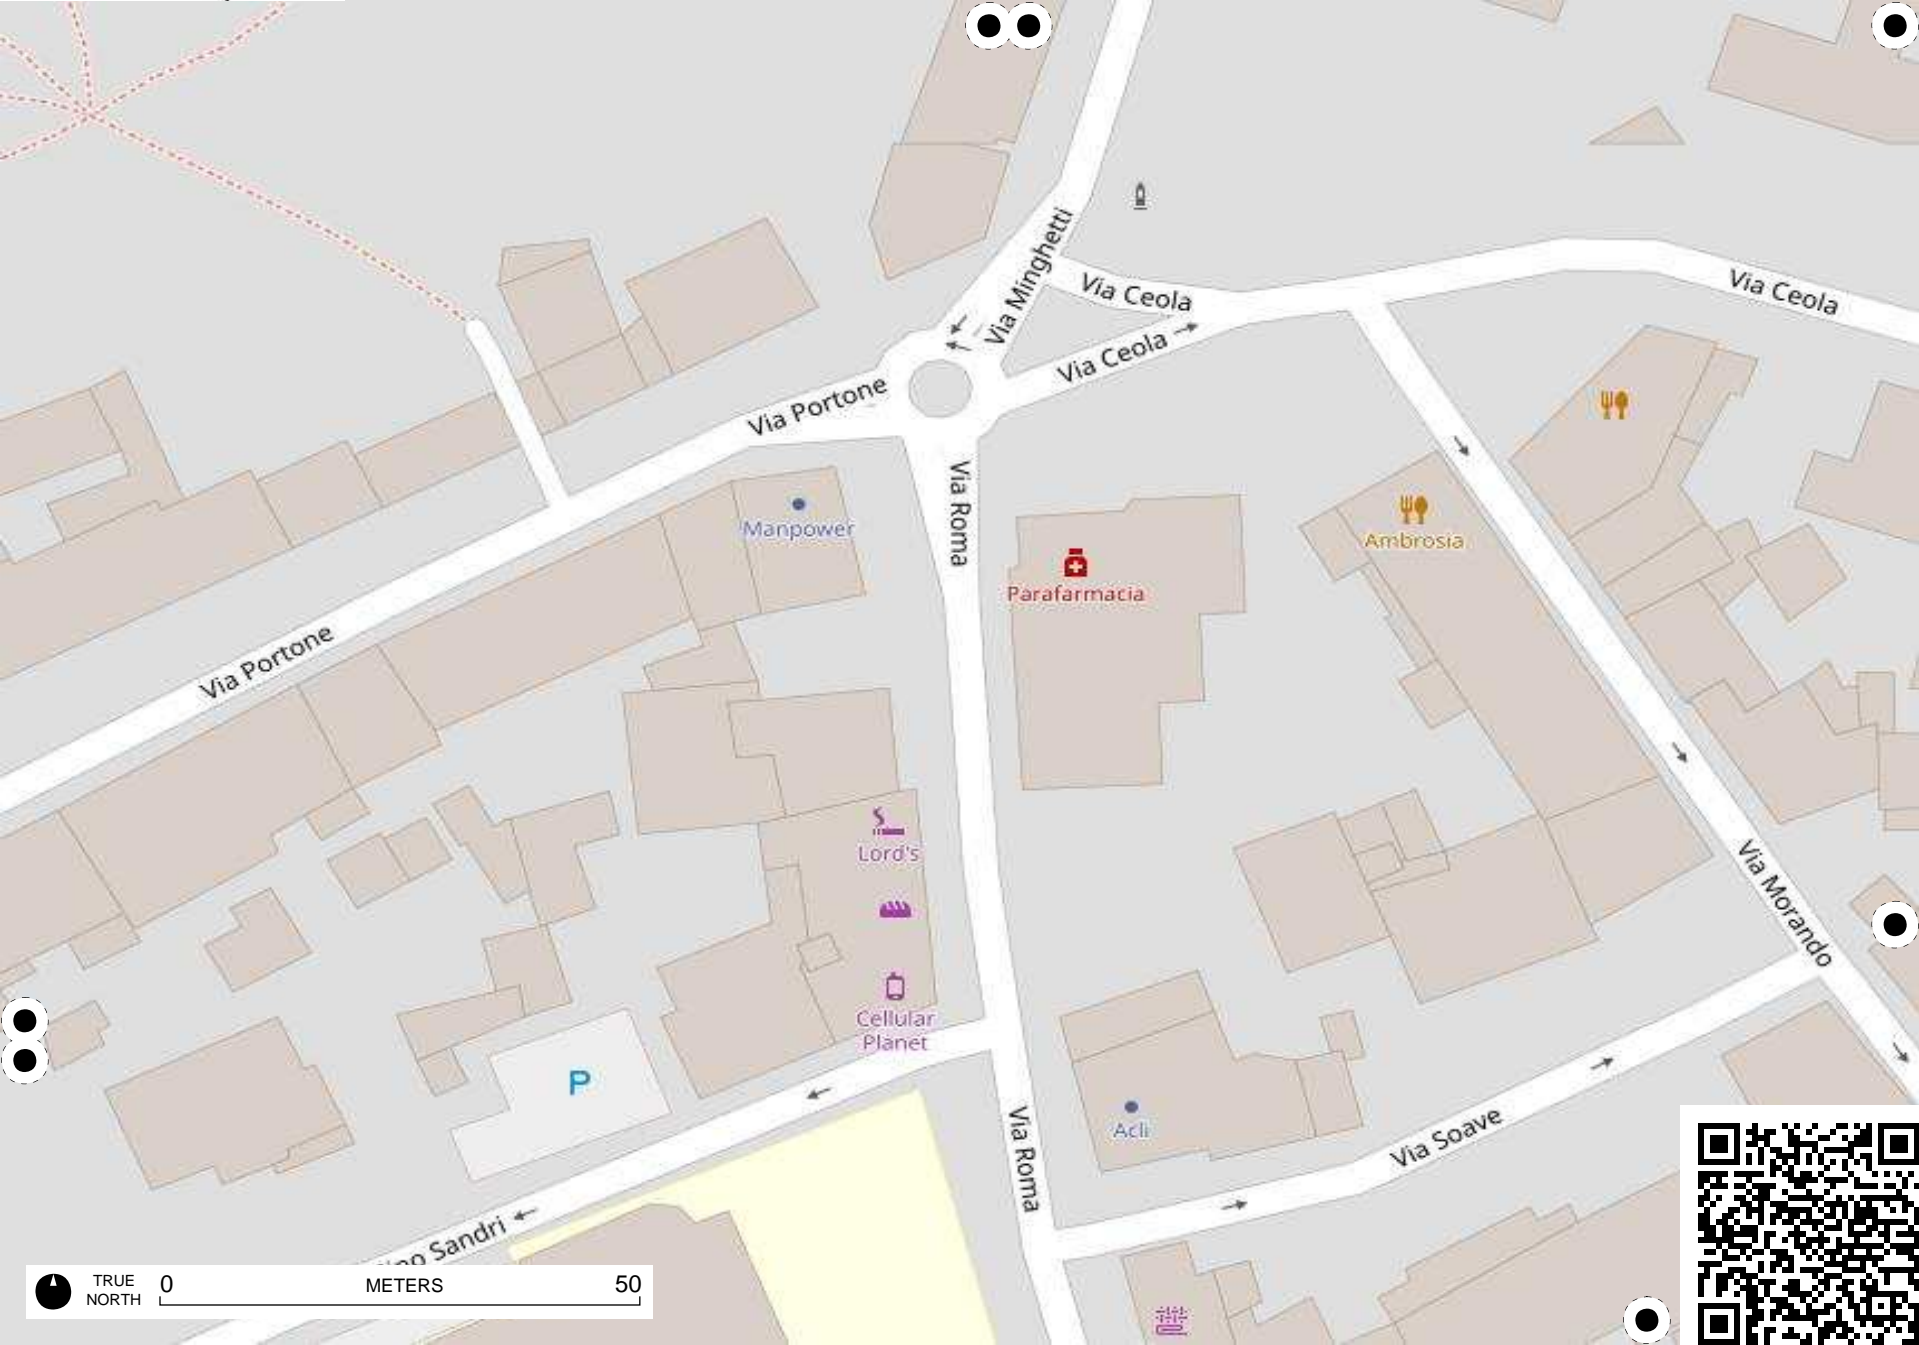 Via Minghetti
Via Ceola
Via Ceola
Via Ceola
Via Portone
Via Roma
Manpower
Parafarmacia
Ambrosia
Via Portone
Lord's
Cellular
Planet
Via Morando
P
Acli
Via Roma
Via Soave
Sandri
TRUE
NORTH
0 METERS 50